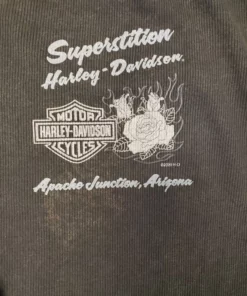 Superstition
Harley-Davidson.
MOTOR
HARLEY-DAVIDSON
CYCLES
Apache Junction, Arizona